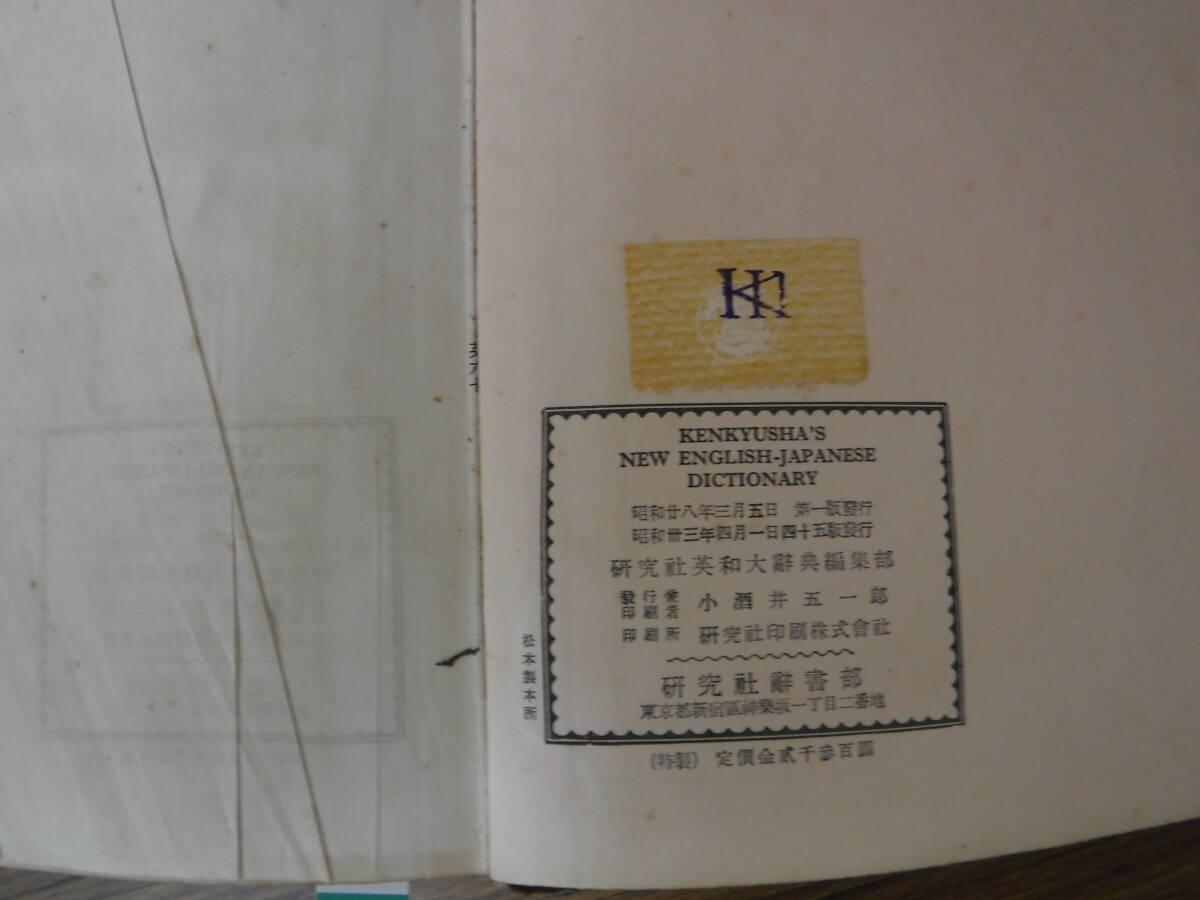 KENKYUSHA'S
NEW ENGLISH-JAPANESE
DICTIONARY
昭和廿八年三月五日 第一版發行
昭和卅三年四月一日四十五版發行
研究社英和大辭典編集部
發行兼
印刷者 小酒井五一郎
印刷所 研究社印刷株式會社
研究社辭書部
東京都新宿區神樂坂一丁目二番地
松本製本所
(特製) 定價金貳千參百圓